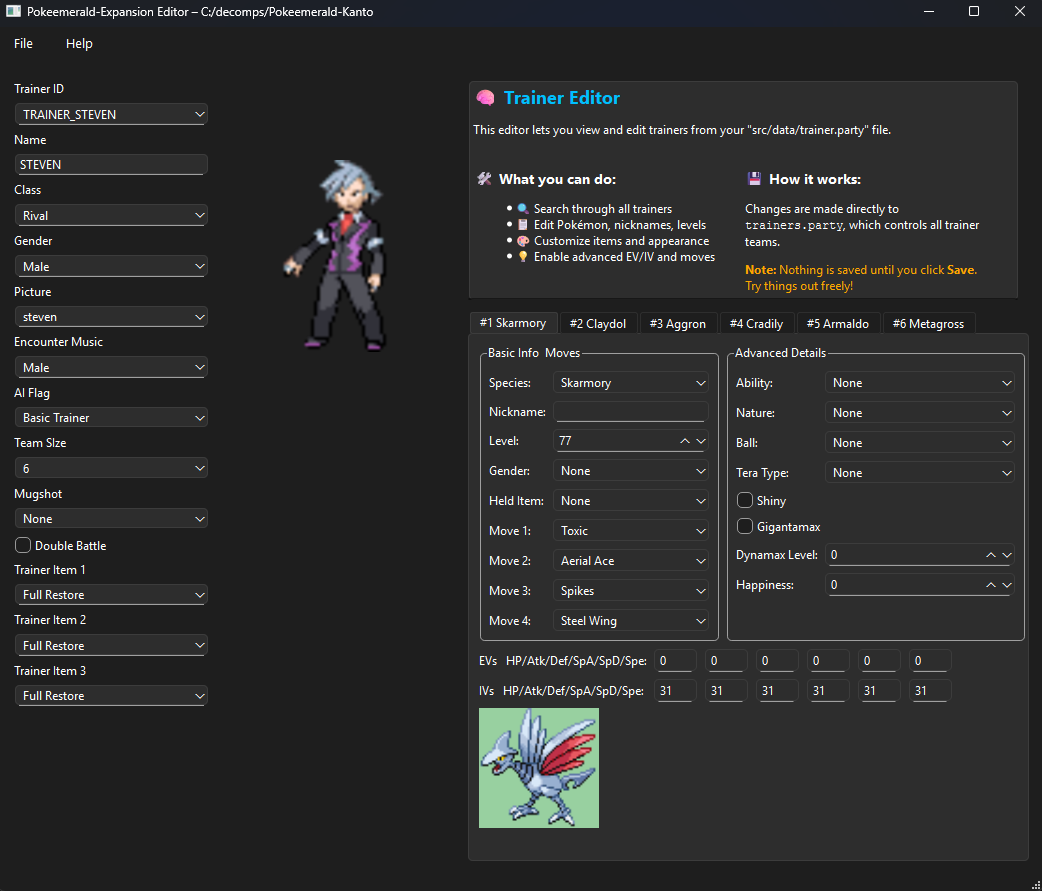 Pokeemerald-Expansion Editor – C:/decomps/Pokeemerald-Kanto
File Help
Trainer ID
TRAINER_STEVEN
Name
STEVEN
Class
Rival
Gender
Male
Picture
steven
Encounter Music
Male
AI Flag
Basic Trainer
Team SIze
6
Mugshot
None
Double Battle
Trainer Item 1
Full Restore
Trainer Item 2
Full Restore
Trainer Item 3
Full Restore
Trainer Editor
This editor lets you view and edit trainers from your "src/data/trainer.party" file.
What you can do:
Search through all trainers
Edit Pokémon, nicknames, levels
Customize items and appearance
Enable advanced EV/IV and moves
How it works:
Changes are made directly to
trainers.party, which controls all trainer
teams.
Note: Nothing is saved until you click Save.
Try things out freely!
#1 Skarmory #2 Claydol #3 Aggron #4 Cradily #5 Armaldo #6 Metagross
Basic Info Moves
Species: Skarmory
Nickname:
Level: 77
Gender: None
Held Item: None
Move 1: Toxic
Move 2: Aerial Ace
Move 3: Spikes
Move 4: Steel Wing
Advanced Details
Ability: None
Nature: None
Ball: None
Tera Type: None
Shiny
Gigantamax
Dynamax Level: 0
Happiness: 0
EVs HP/Atk/Def/SpA/SpD/Spe: 0 0 0 0 0 0
IVs HP/Atk/Def/SpA/SpD/Spe: 31 31 31 31 31 31